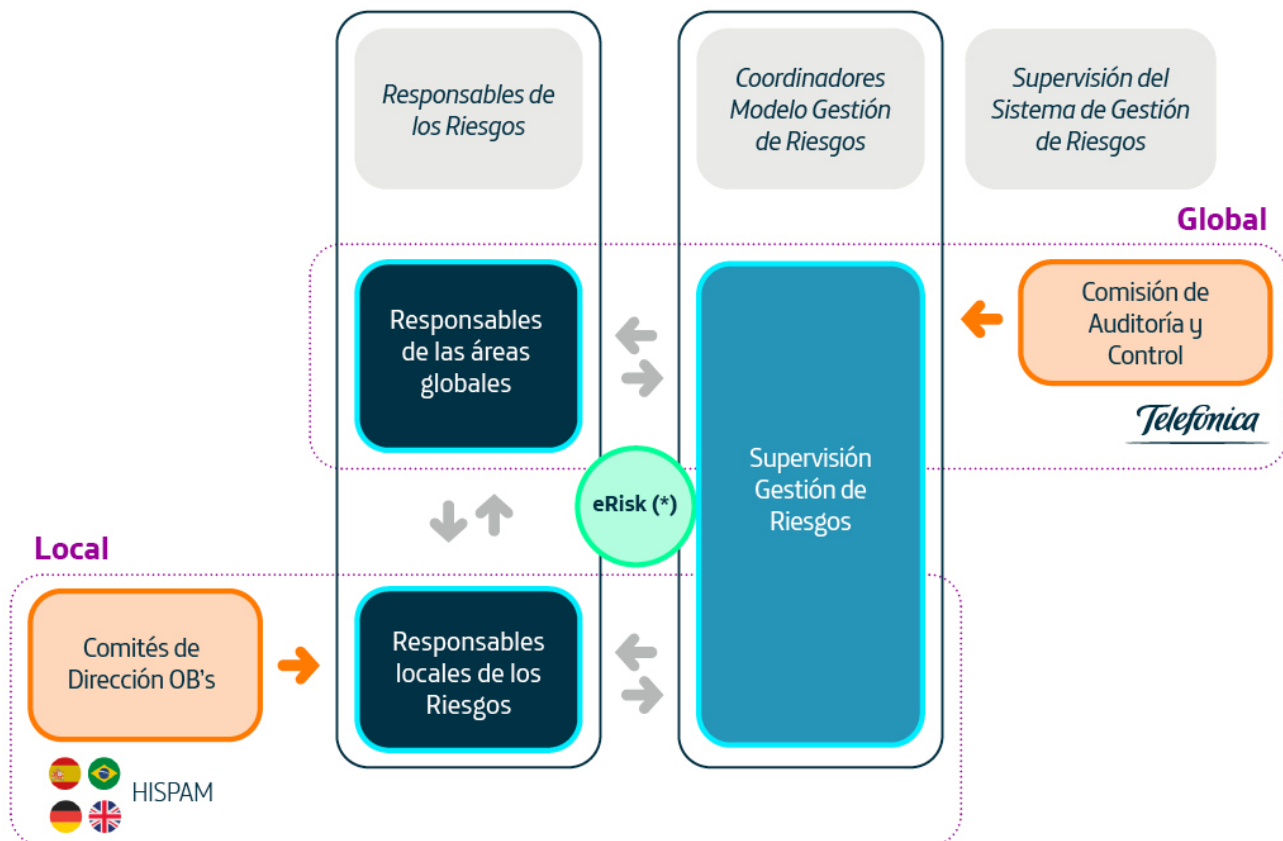 Responsables de
los Riesgos
Coordinadores
Modelo Gestión
de Riesgos
Supervisión del
Sistema de Gestión
de Riesgos
Global
Responsables
de las áreas
globales
Comisión de
Auditoría y
Control
Telefónica
Supervisión
Gestión de
Riesgos
eRisk (*)
Local
Comités de
Dirección OB's
Responsables
locales de los
Riesgos
HISPAM